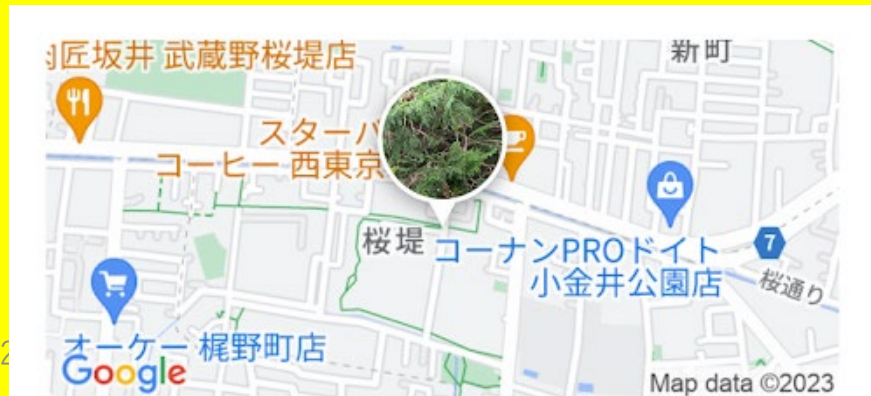 匠坂井 武蔵野桜堤店
新町
スターバ
コーヒー 西東京
桜堤
コーナンPROドイト
小金井公園店
7
桜通り
オーケー 梶野町店
2
Google
Map data ©2023